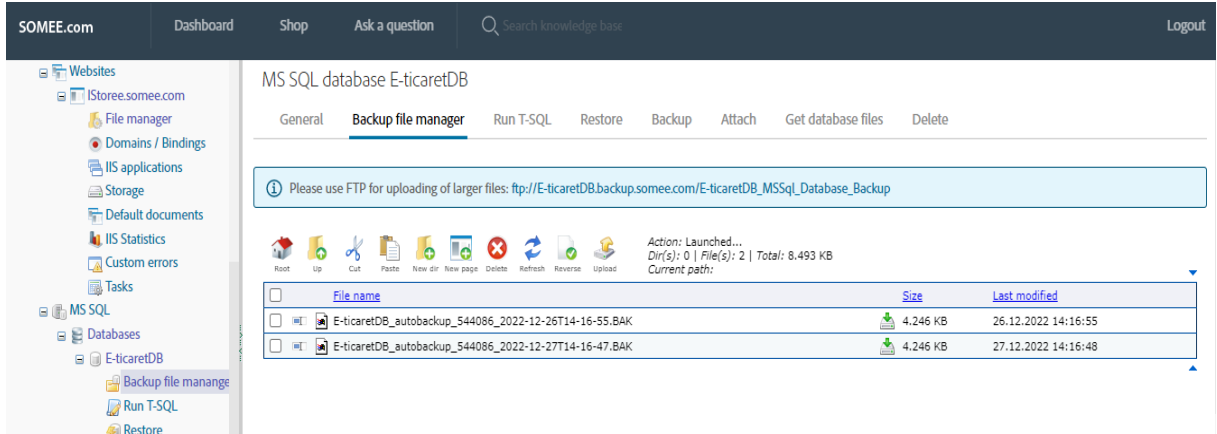 SOMEE.com Dashboard Shop Ask a question Search knowledge base Logout
Websites
IStoree.somee.com
File manager
Domains / Bindings
IIS applications
Storage
Default documents
IIS Statistics
Custom errors
Tasks
MS SQL
Databases
E-ticaretDB
Backup file manange
Run T-SQL
Restore
MS SQL database E-ticaretDB
General Backup file manager Run T-SQL Restore Backup Attach Get database files Delete
Please use FTP for uploading of larger files: ftp://E-ticaretDB.backup.somee.com/E-ticaretDB_MSSql_Database_Backup
Root Up Cut Paste New dir New page Delete Refresh Reverse Upload
Action: Launched...
Dir(s): 0 | File(s): 2 | Total: 8.493 KB
Current path:
File name Size Last modified
E-ticaretDB_autobackup_544086_2022-12-26T14-16-55.BAK 4.246 KB 26.12.2022 14:16:55
E-ticaretDB_autobackup_544086_2022-12-27T14-16-47.BAK 4.246 KB 27.12.2022 14:16:48